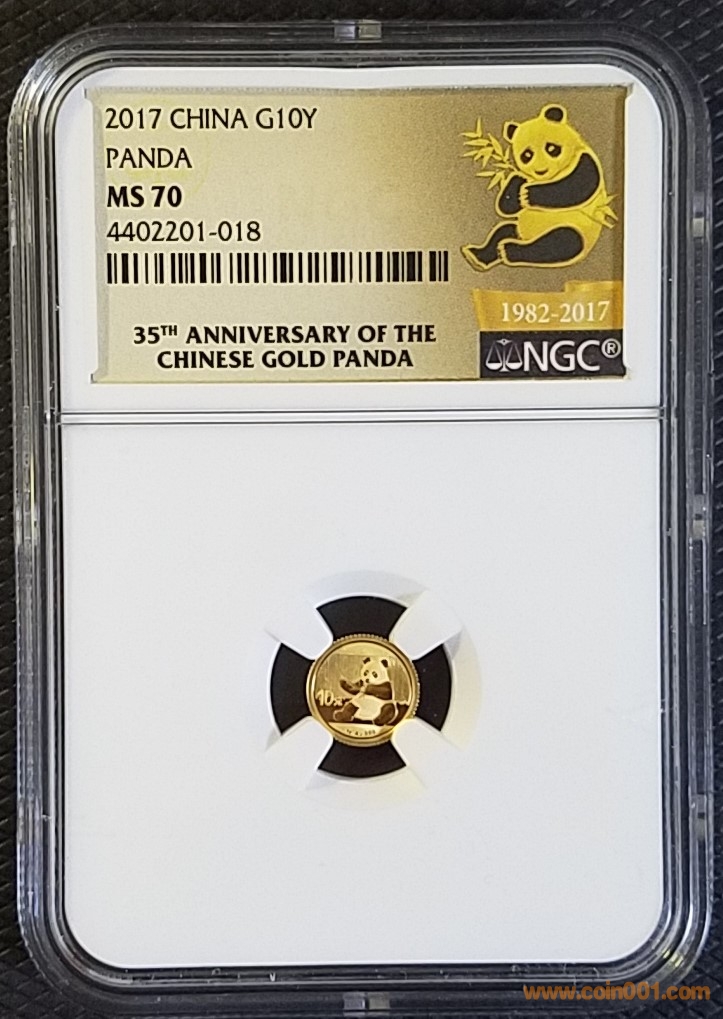 2017 CHINA G10Y
PANDA
MS 70
4402201-018
35TH ANNIVERSARY OF THE
CHINESE GOLD PANDA
1982-2017
NGC®
10元
www.coin001.com